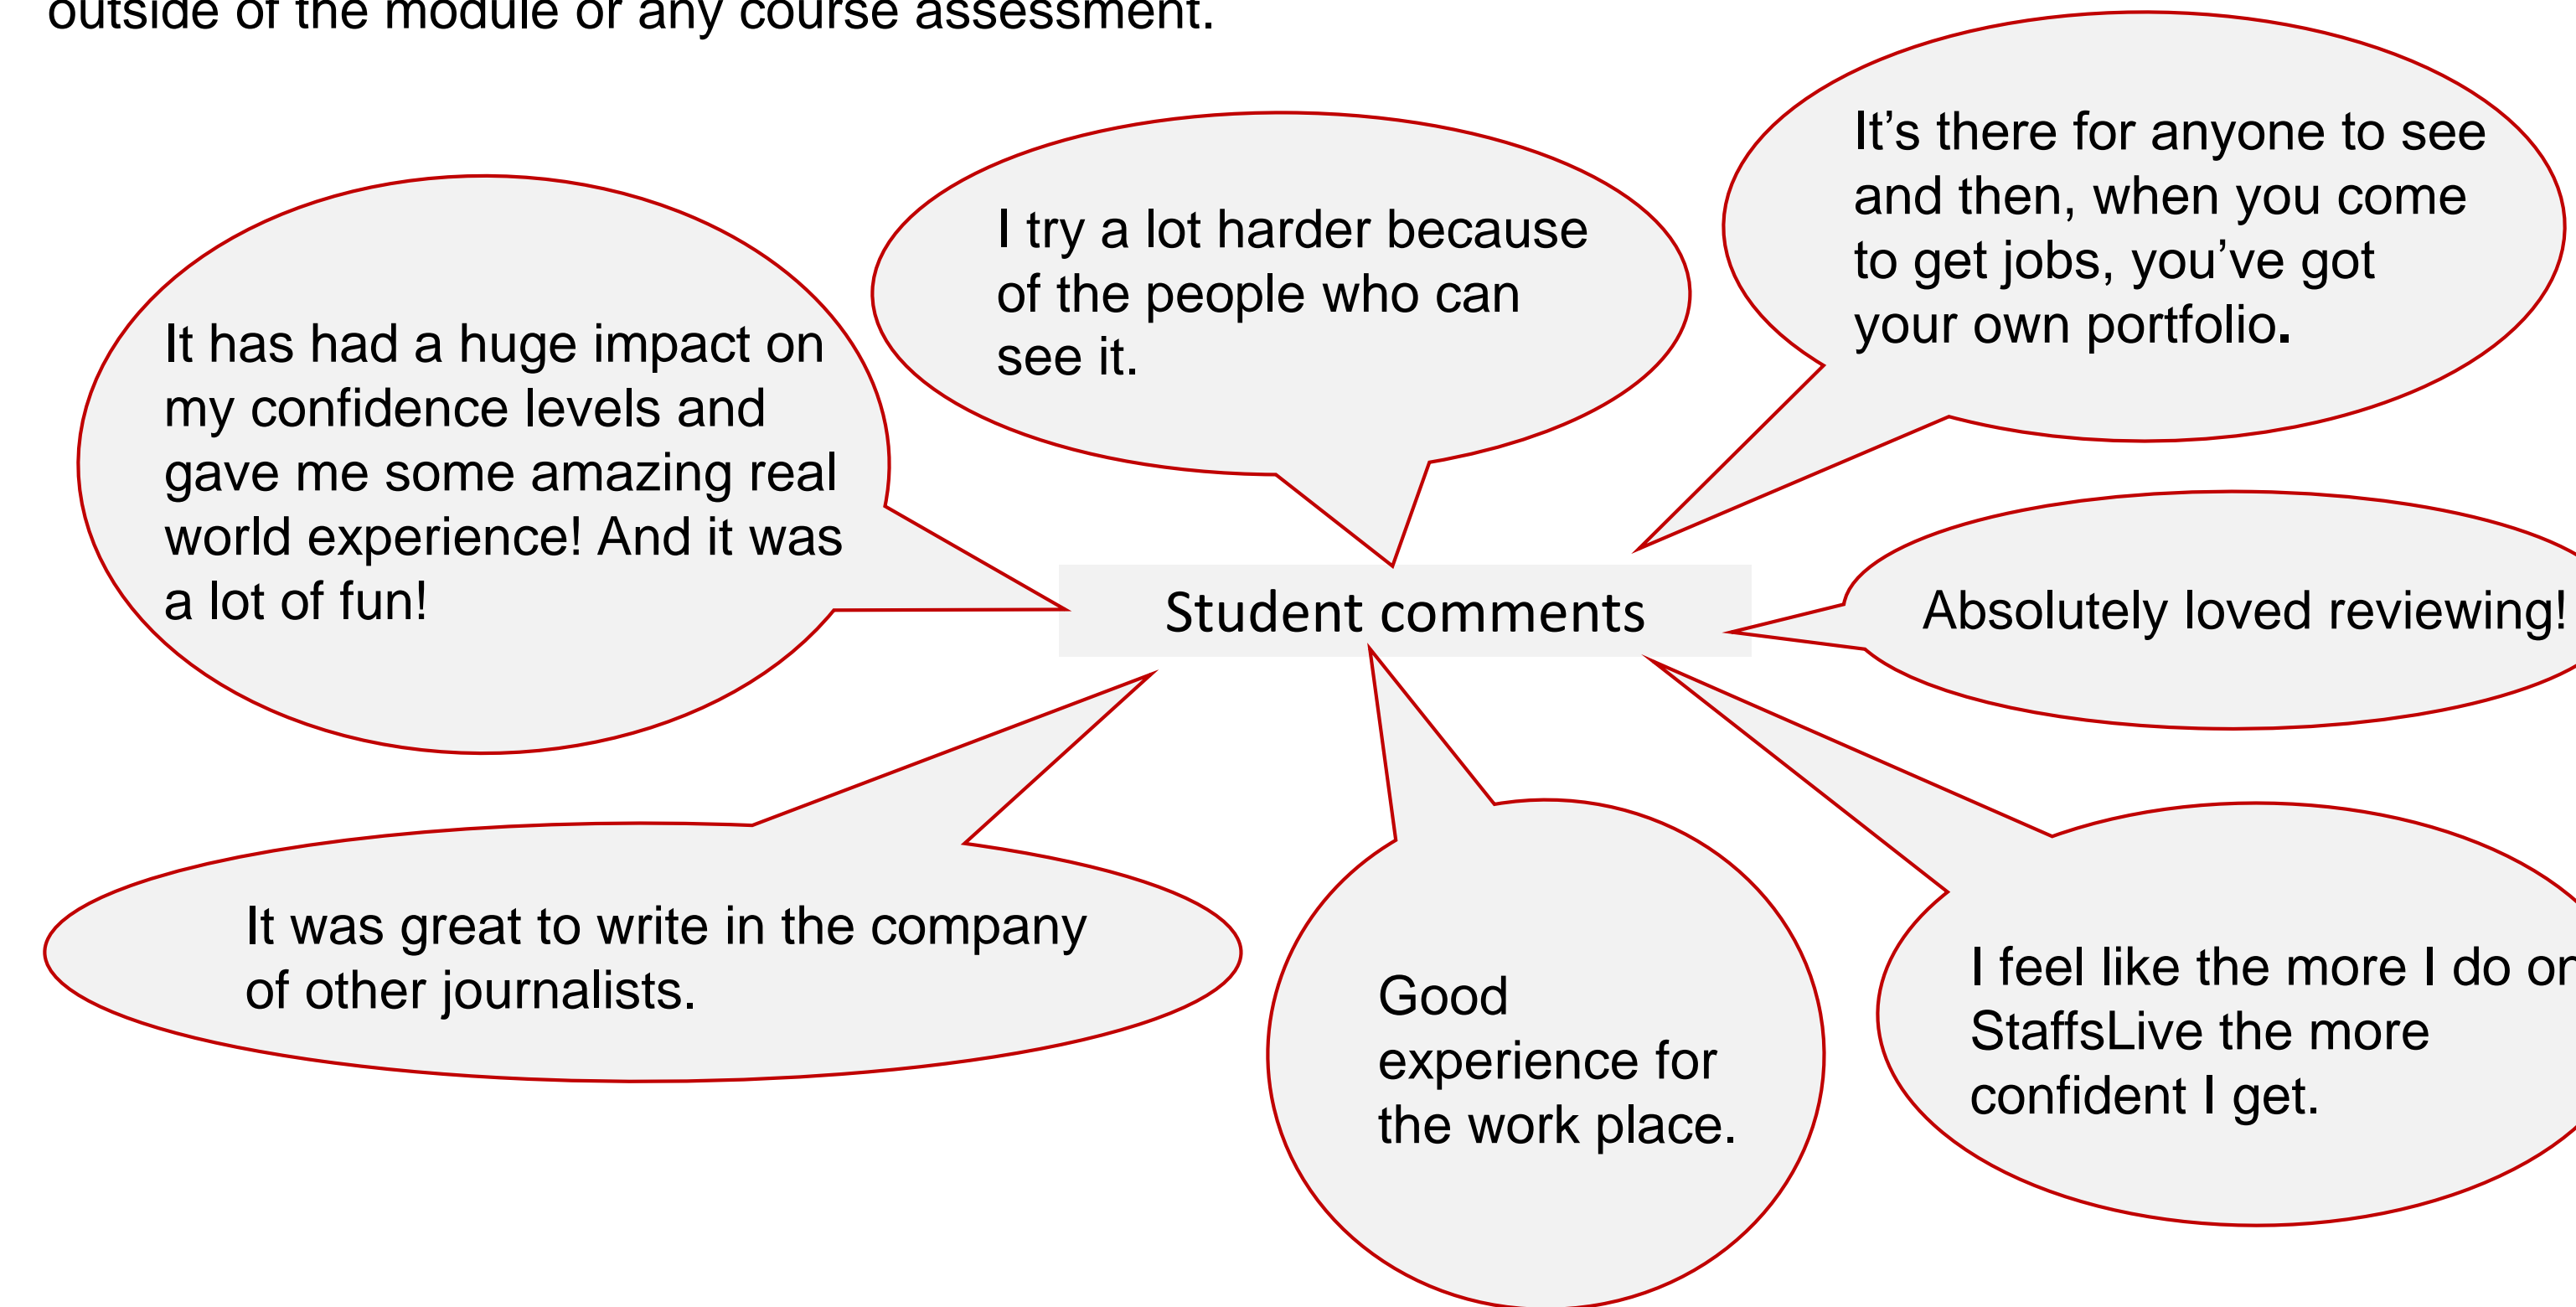 outside of the module or any course assessment.
It has had a huge impact on
my confidence levels and
gave me some amazing real
world experience! And it was
a lot of fun!
I try a lot harder because
of the people who can
see it.
It’s there for anyone to see
and then, when you come
to get jobs, you’ve got
your own portfolio.
Student comments
Absolutely loved reviewing!
It was great to write in the company
of other journalists.
Good
experience for
the work place.
I feel like the more I do on
StaffsLive the more
confident I get.